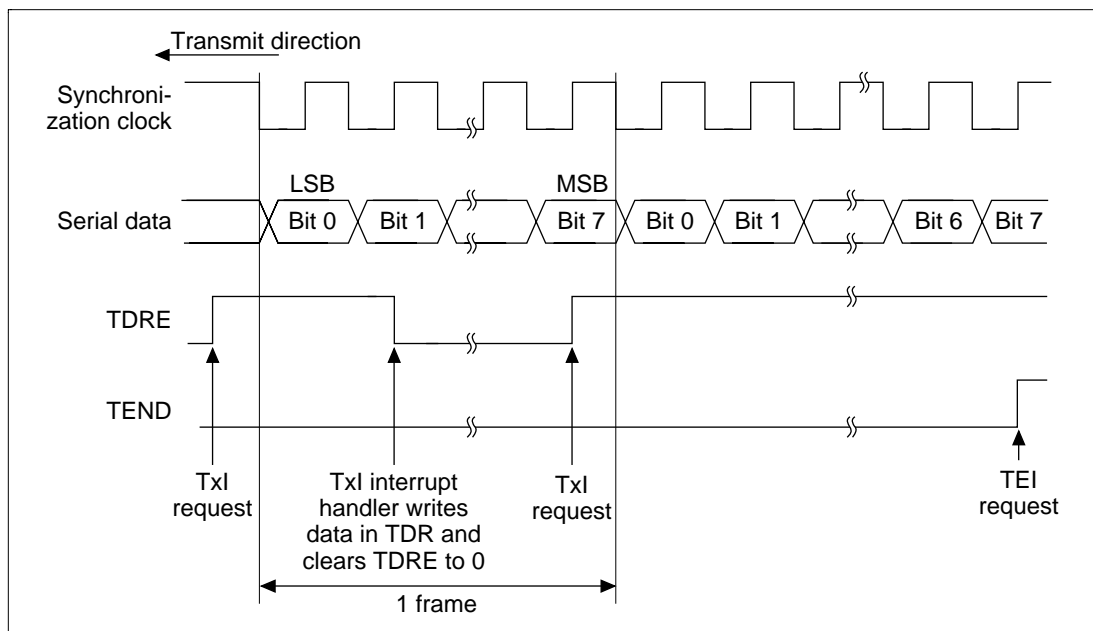 Transmit direction
Synchroni-
zation clock
LSB
MSB
Serial data
Bit 0
Bit 1
Bit 7
Bit 0
Bit 1
Bit 6
Bit 7
TDRE
TEND
TxI
request
TxI interrupt
handler writes
data in TDR and
clears TDRE to 0
TxI
request
TEI
request
1 frame